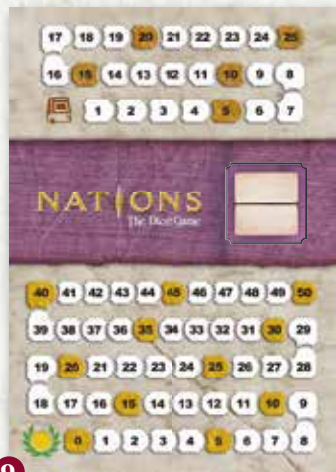 17 18 19 20 21 22 23 24 25
16 15 14 13 12 11 10 9 8
1 2 3 4 5 6 7
NATIONS
The Dice Game
40 41 42 43 44 45 46 47 48 49 50
39 38 37 36 35 34 33 32 31 30 29
19 20 21 22 23 24 25 26 27 28
18 17 16 15 14 13 12 11 10 9
0 1 2 3 4 5 6 7 8